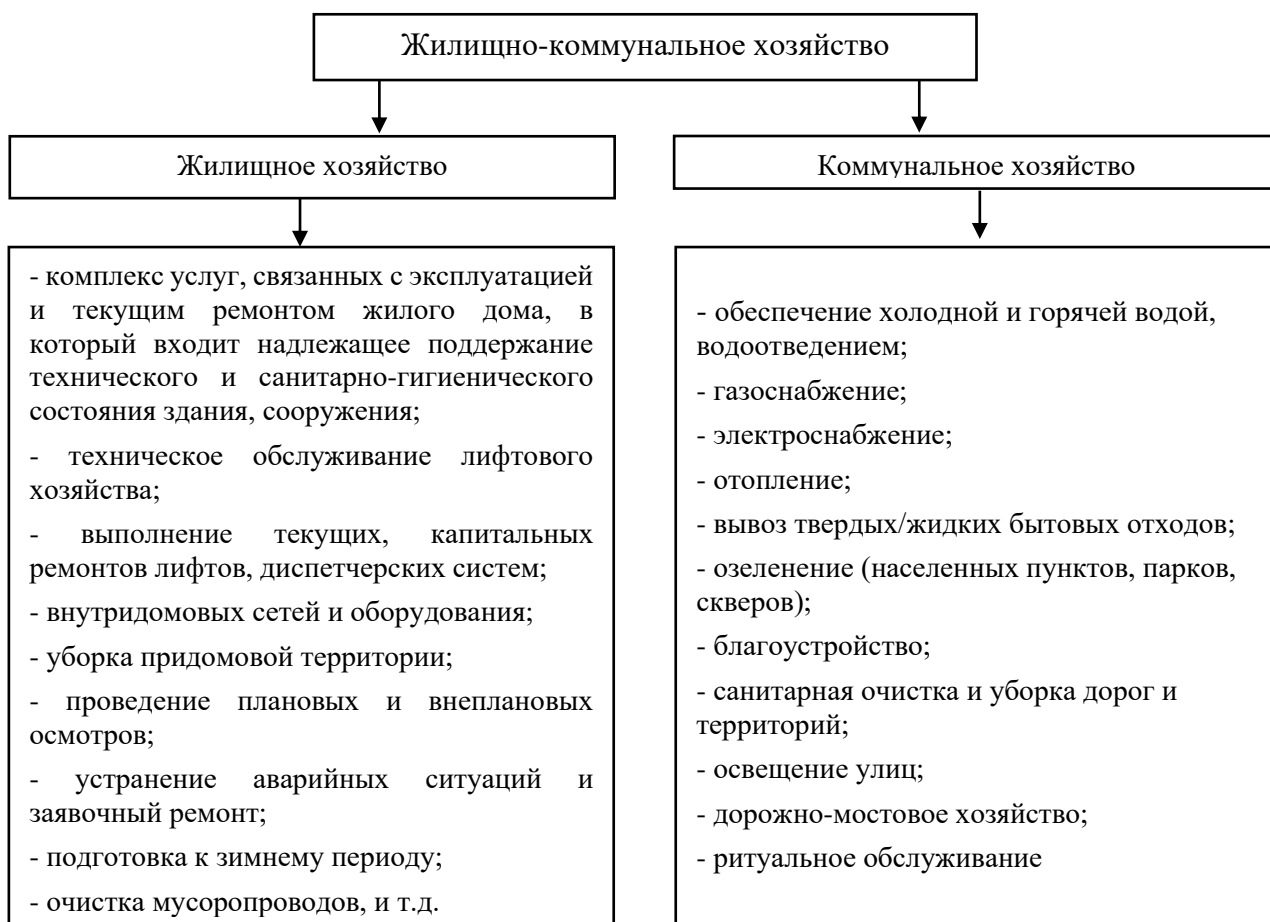 Жилищно-коммунальное хозяйство
Жилищное хозяйство
- комплекс услуг, связанных с эксплуатацией
и текущим ремонтом жилого дома, в
который входит надлежащее поддержание
технического и санитарно-гигиенического
состояния здания, сооружения;
- техническое обслуживание лифтового
хозяйства;
- выполнение текущих, капитальных
ремонтов лифтов, диспетчерских систем;
- внутридомовых сетей и оборудования;
- уборка придомовой территории;
- проведение плановых и внеплановых
осмотров;
- устранение аварийных ситуаций и
заявочный ремонт;
- подготовка к зимнему периоду;
- очистка мусоропроводов, и т.д.
Коммунальное хозяйство
- обеспечение холодной и горячей водой,
водоотведением;
- газоснабжение;
- электроснабжение;
- отопление;
- вывоз твердых/жидких бытовых отходов;
- озеленение (населенных пунктов, парков,
скверов);
- благоустройство;
- санитарная очистка и уборка дорог и
территорий;
- освещение улиц;
- дорожно-мостовое хозяйство;
- ритуальное обслуживание